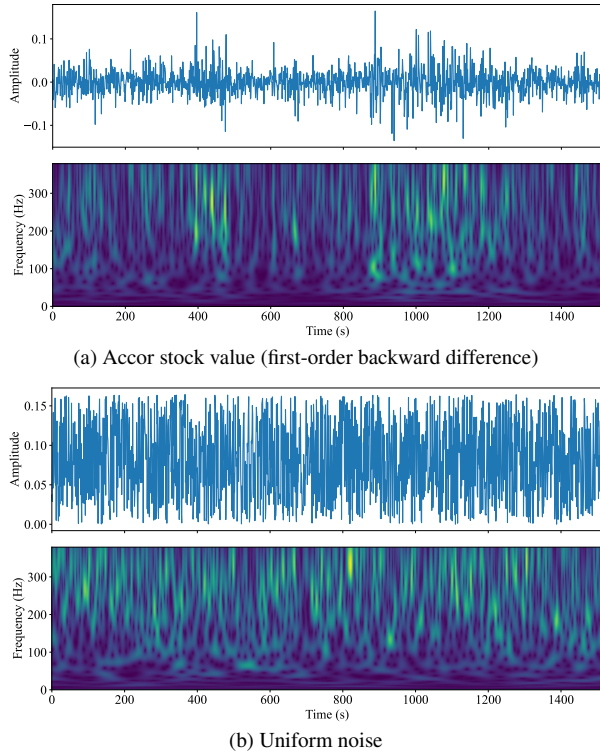 Amplitude
0.1
0.0
−0.1
Frequency (Hz)
300
200
100
0
0 200 400 600 800 1000 1200 1400
Time (s)
(a) Accor stock value (first-order backward difference)
Amplitude
0.15
0.10
0.05
0.00
Frequency (Hz)
300
200
100
0
0 200 400 600 800 1000 1200 1400
Time (s)
(b) Uniform noise